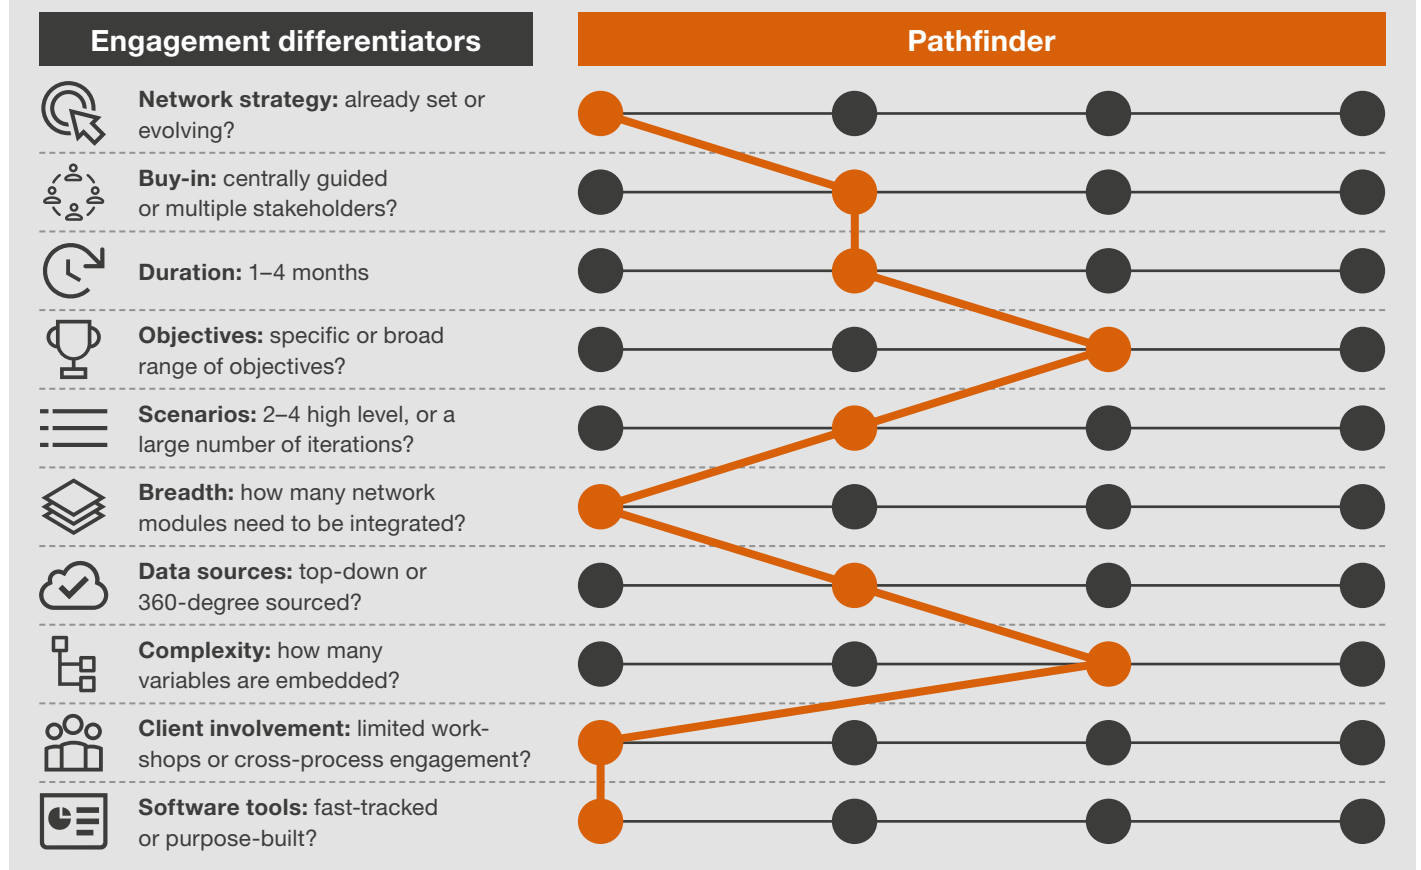 Engagement differentiators
Pathfinder
Network strategy: already set or
evolving?
Buy-in: centrally guided
or multiple stakeholders?
Duration: 1–4 months
Objectives: specific or broad
range of objectives?
Scenarios: 2–4 high level, or a
large number of iterations?
Breadth: how many network
modules need to be integrated?
Data sources: top-down or
360-degree sourced?
Complexity: how many
variables are embedded?
Client involvement: limited work-
shops or cross-process engagement?
Software tools: fast-tracked
or purpose-built?